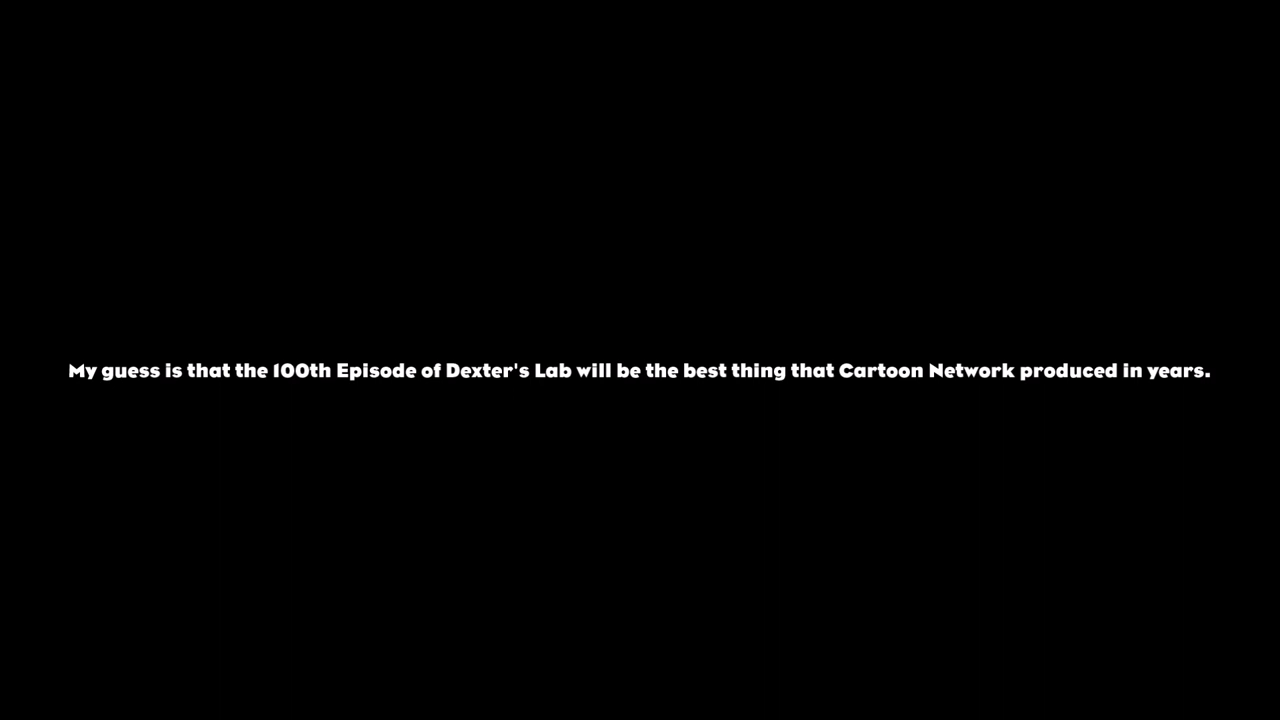 My guess is that the 100th Episode of Dexter's Lab will be the best thing that Cartoon Network produced in years.